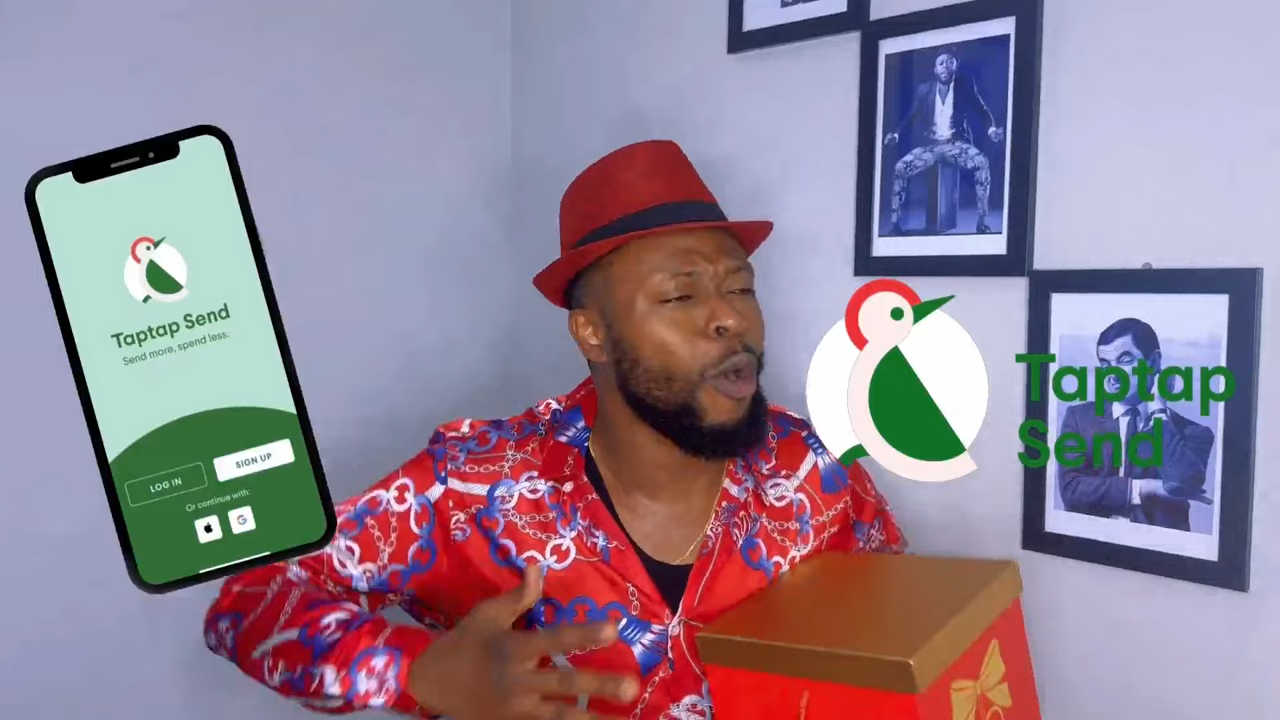 Taptap Send
Send more, spend less.
LOG IN
SIGN UP
Or continue with:
Taptap
Send